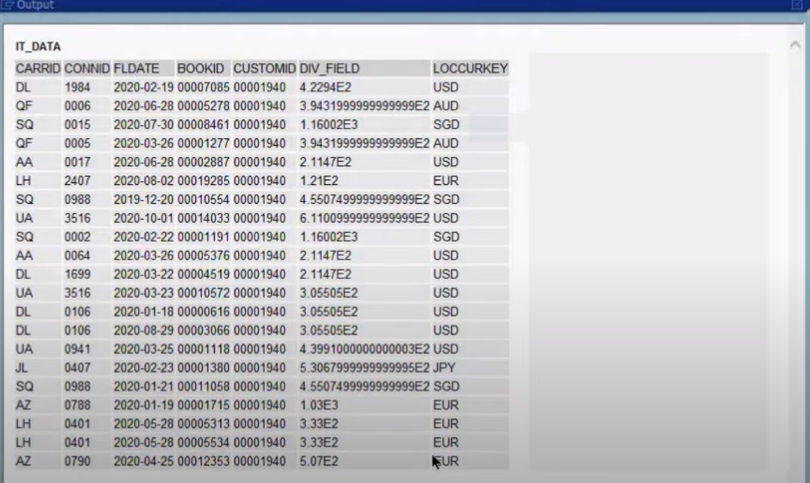 Output
IT_DATA
CARRID CONNID FLDATE BOOKID CUSTOMID DIV_FIELD LOCCURKEY
DL 1984 2020-02-19 00007085 00001940 4.2294E2 USD
QF 0006 2020-06-28 00005278 00001940 3.9431999999999999E2 AUD
SQ 0015 2020-07-30 00008461 00001940 1.16002E3 SGD
QF 0005 2020-03-26 00001277 00001940 3.9431999999999999E2 AUD
AA 0017 2020-06-28 00002887 00001940 2.1147E2 USD
LH 2407 2020-08-02 00019285 00001940 1.21E2 EUR
SQ 0988 2019-12-20 00010554 00001940 4.5507499999999999E2 SGD
UA 3516 2020-10-01 00014033 00001940 6.1100999999999999E2 USD
SQ 0002 2020-02-22 00001191 00001940 1.16002E3 SGD
AA 0064 2020-03-26 00005376 00001940 2.1147E2 USD
DL 1699 2020-03-22 00004519 00001940 2.1147E2 USD
UA 3516 2020-03-23 00010572 00001940 3.05505E2 USD
DL 0106 2020-01-18 00000616 00001940 3.05505E2 USD
DL 0106 2020-08-29 00003066 00001940 3.05505E2 USD
UA 0941 2020-03-25 00001118 00001940 4.3991000000000003E2 USD
JL 0407 2020-02-23 00001380 00001940 5.3067999999999995E2 JPY
SQ 0988 2020-01-21 00011058 00001940 4.5507499999999999E2 SGD
AZ 0788 2020-01-19 00001715 00001940 1.03E3 EUR
LH 0401 2020-05-28 00005313 00001940 3.33E2 EUR
LH 0401 2020-05-28 00005534 00001940 3.33E2 EUR
AZ 0790 2020-04-25 00012353 00001940 5.07E2 EUR